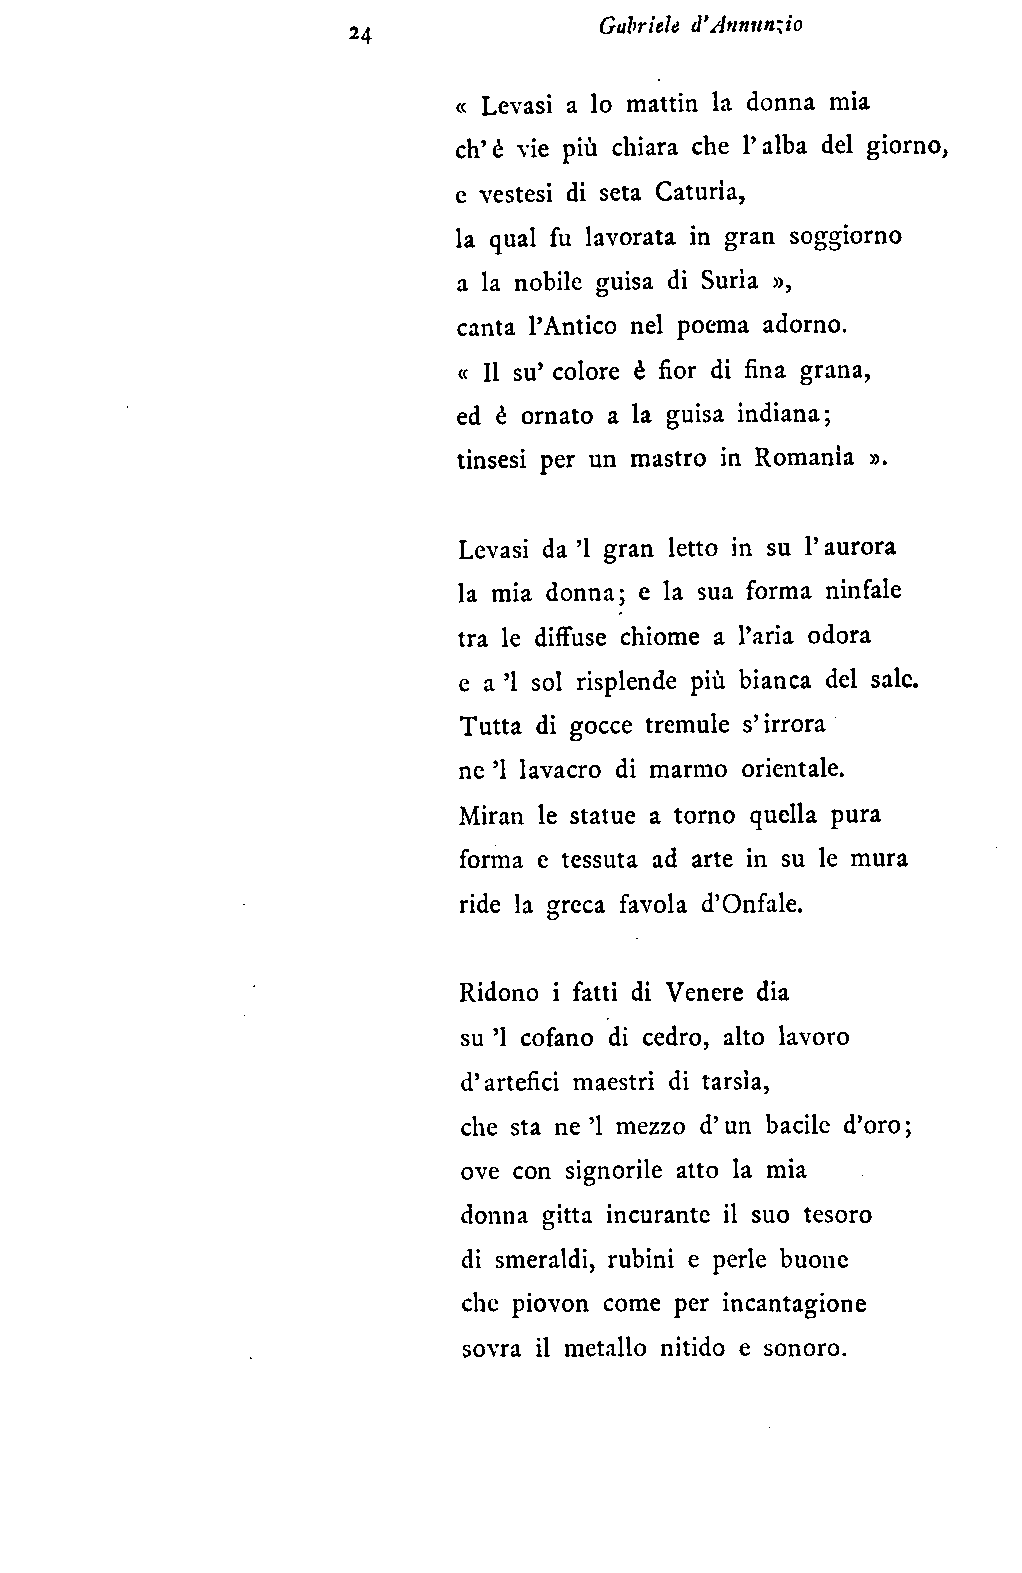 24
Gabriele d'Annunzio
« Levasi a lo mattin la donna mia
ch' è vie più chiara che l' alba del giorno,
e vestesi di seta Caturìa,
la qual fu lavorata in gran soggiorno
a la nobile guisa di Surìa »,
canta l'Antico nel poema adorno.
« Il su' colore è fior di fina grana,
ed è ornato a la guisa indiana;
tinsesi per un mastro in Romanìa ».
Levasi da 'l gran letto in su l' aurora
la mia donna; e la sua forma ninfale
tra le diffuse chiome a l'aria odora
e a 'l sol risplende più bianca del sale.
Tutta di gocce tremule s' irrora
ne 'l lavacro di marmo orientale.
Miran le statue a torno quella pura
forma e tessuta ad arte in su le mura
ride la greca favola d'Onfale.
Ridono i fatti di Venere dia
su 'l cofano di cedro, alto lavoro
d' artefici maestri di tarsìa,
che sta ne 'l mezzo d' un bacile d'oro;
ove con signorile atto la mia
donna gitta incurante il suo tesoro
di smeraldi, rubini e perle buone
che piovon come per incantagione
sovra il metallo nitido e sonoro.